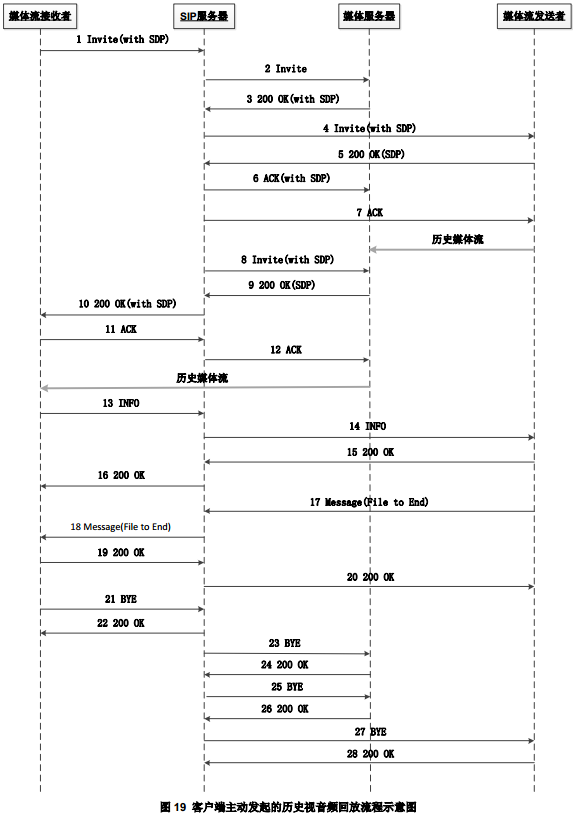 媒体流接收者
SIP服务器
媒体服务器
媒体流发送者
1 Invite(with SDP)
2 Invite
3 200 OK(with SDP)
4 Invite(with SDP)
5 200 OK(SDP)
6 ACK(with SDP)
7 ACK
历史媒体流
8 Invite(with SDP)
9 200 OK(SDP)
10 200 OK(with SDP)
11 ACK
12 ACK
历史媒体流
13 INFO
14 INFO
15 200 OK
16 200 OK
17 Message(File to End)
18 Message(File to End)
19 200 OK
20 200 OK
21 BYE
22 200 OK
23 BYE
24 200 OK
25 BYE
26 200 OK
27 BYE
28 200 OK
图 19 客户端主动发起的历史视音频回放流程示意图